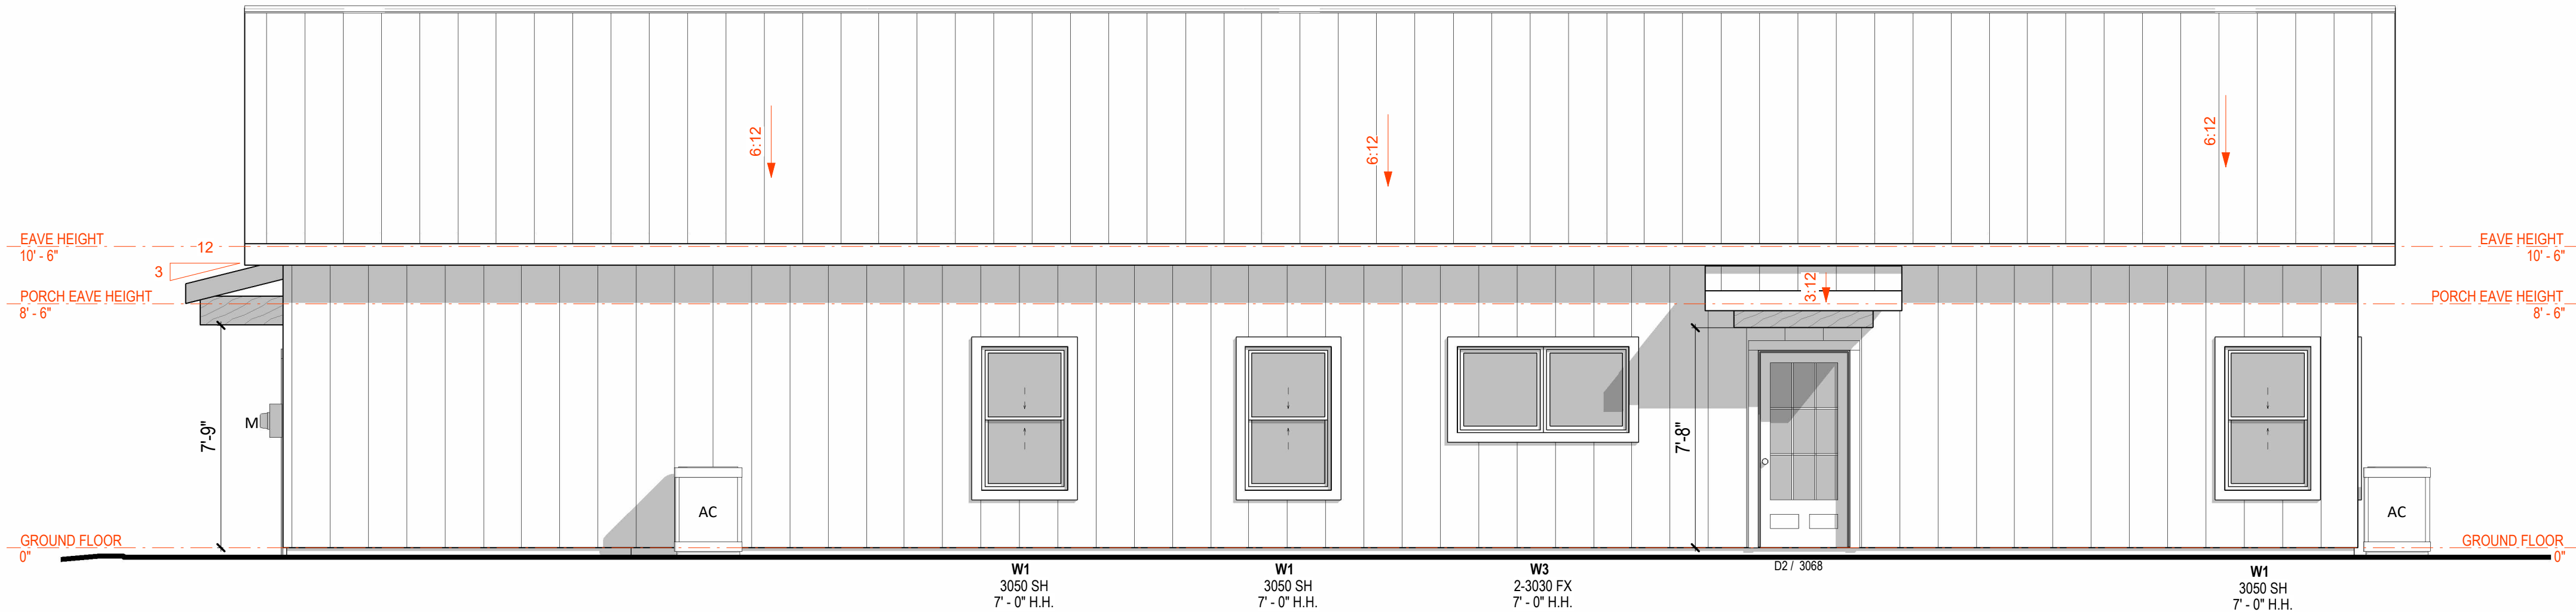 6:12
6:12
6:12
EAVE HEIGHT
10' - 6"
12
3
EAVE HEIGHT
10' - 6"
PORCH EAVE HEIGHT
8' - 6"
3:12
PORCH EAVE HEIGHT
8' - 6"
M
7'-9"
7'-8"
AC
AC
GROUND FLOOR
0"
GROUND FLOOR
0"
W1
3050 SH
7' - 0" H.H.
W1
3050 SH
7' - 0" H.H.
W3
2-3030 FX
7' - 0" H.H.
D2 / 3068
W1
3050 SH
7' - 0" H.H.